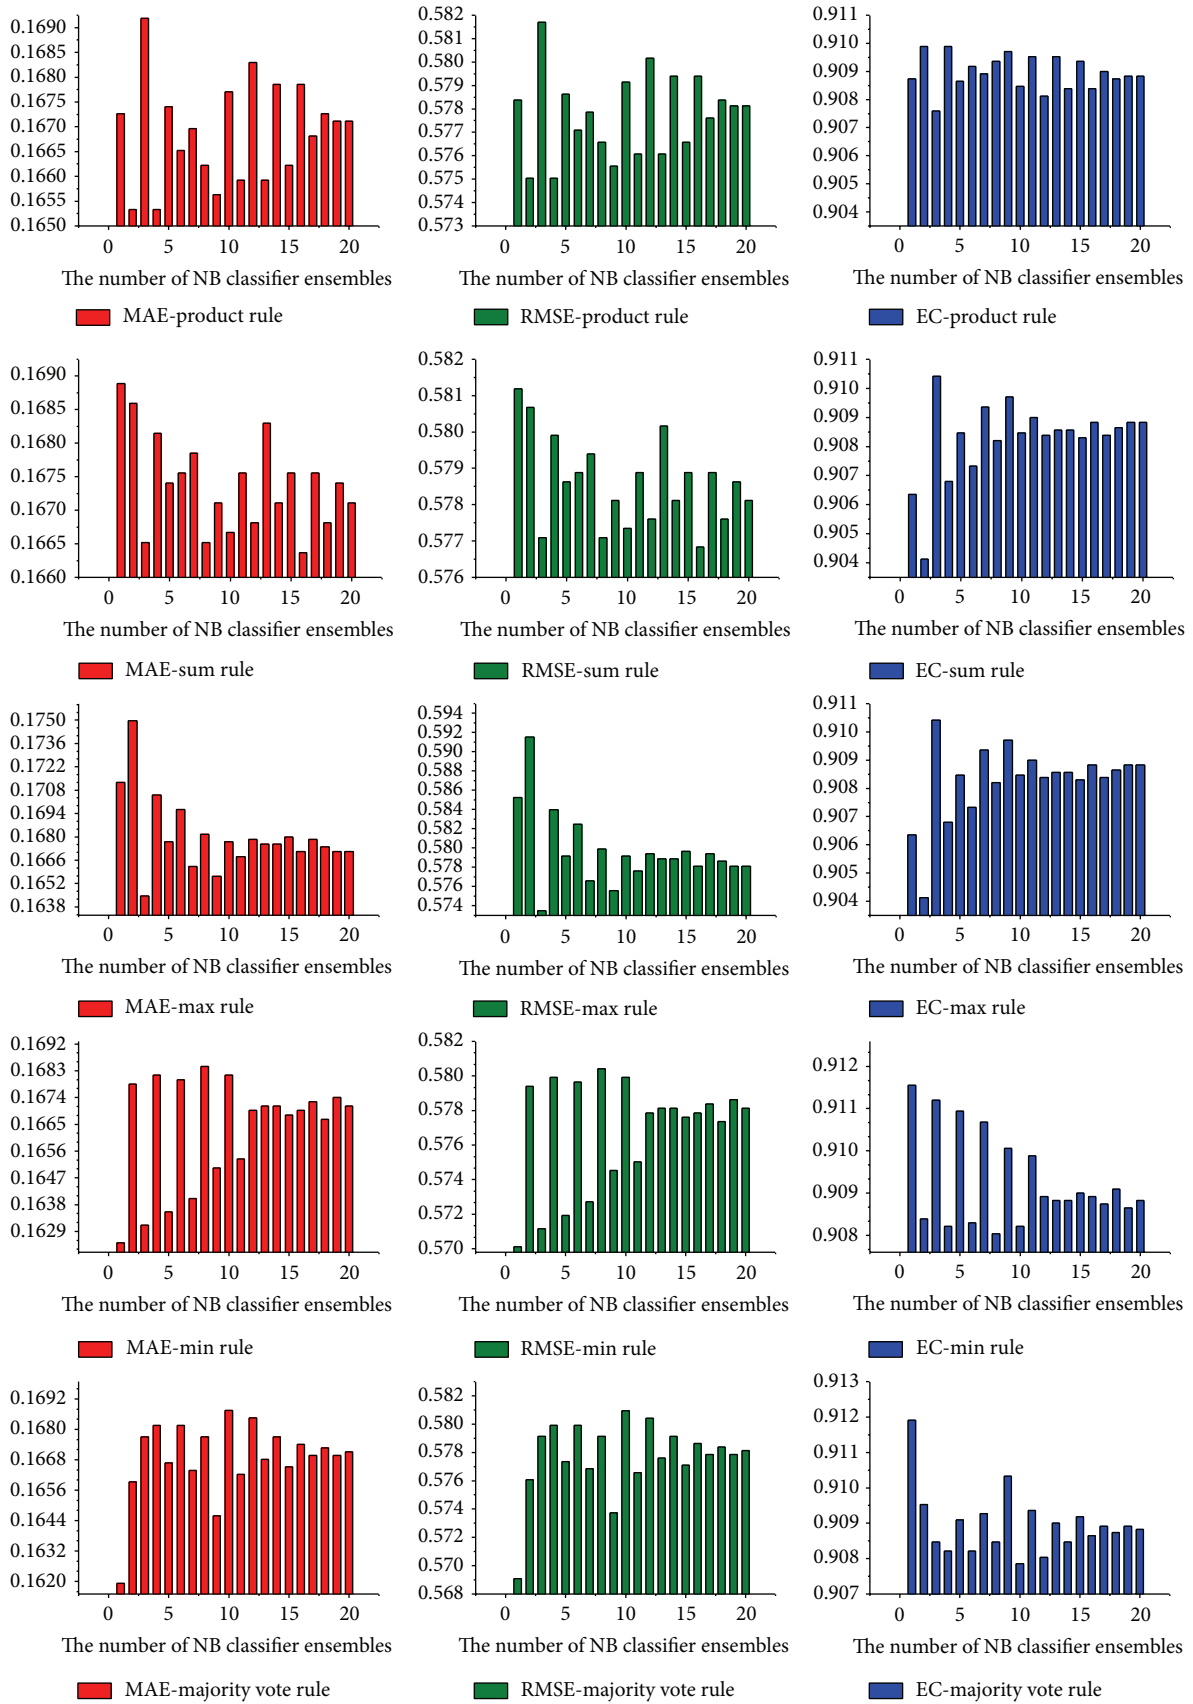 0.1690
0.1685
0.1680
0.1675
0.1670
0.1665
0.1660
0.1655
0.1650
0 5 10 15 20
The number of NB classifier ensembles
MAE-product rule
0.582
0.581
0.580
0.579
0.578
0.577
0.576
0.575
0.574
0.573
0 5 10 15 20
The number of NB classifier ensembles
RMSE-product rule
0.911
0.910
0.909
0.908
0.907
0.906
0.905
0.904
0 5 10 15 20
The number of NB classifier ensembles
EC-product rule
0.1690
0.1685
0.1680
0.1675
0.1670
0.1665
0.1660
0 5 10 15 20
The number of NB classifier ensembles
MAE-sum rule
0.582
0.581
0.580
0.579
0.578
0.577
0.576
0 5 10 15 20
The number of NB classifier ensembles
RMSE-sum rule
0.911
0.910
0.909
0.908
0.907
0.906
0.905
0.904
0 5 10 15 20
The number of NB classifier ensembles
EC-sum rule
0.1750
0.1736
0.1722
0.1708
0.1694
0.1680
0.1666
0.1652
0.1638
0 5 10 15 20
The number of NB classifier ensembles
MAE-max rule
0.594
0.592
0.590
0.588
0.586
0.584
0.582
0.580
0.578
0.576
0.574
0 5 10 15 20
The number of NB classifier ensembles
RMSE-max rule
0.911
0.910
0.909
0.908
0.907
0.906
0.905
0.904
0 5 10 15 20
The number of NB classifier ensembles
EC-max rule
0.1692
0.1683
0.1674
0.1665
0.1656
0.1647
0.1638
0.1629
0 5 10 15 20
The number of NB classifier ensembles
MAE-min rule
0.582
0.580
0.578
0.576
0.574
0.572
0.570
0 5 10 15 20
The number of NB classifier ensembles
RMSE-min rule
0.912
0.911
0.910
0.909
0.908
0 5 10 15 20
The number of NB classifier ensembles
EC-min rule
0.1692
0.1680
0.1668
0.1656
0.1644
0.1632
0.1620
0 5 10 15 20
The number of NB classifier ensembles
MAE-majority vote rule
0.582
0.580
0.578
0.576
0.574
0.572
0.570
0.568
0 5 10 15 20
The number of NB classifier ensembles
RMSE-majority vote rule
0.913
0.912
0.911
0.910
0.909
0.908
0.907
0 5 10 15 20
The number of NB classifier ensembles
EC-majority vote rule